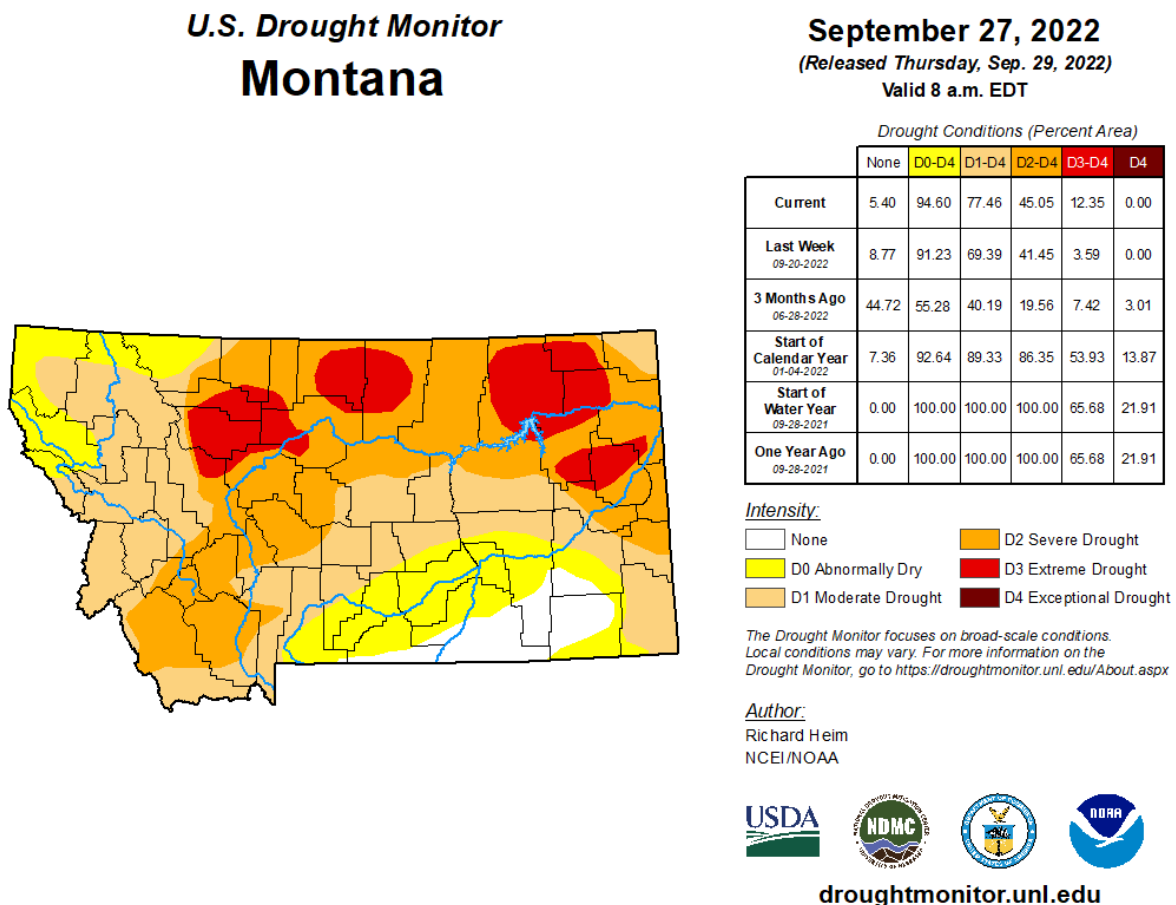 U.S. Drought Monitor
Montana
September 27, 2022
(Released Thursday, Sep. 29, 2022)
Valid 8 a.m. EDT
Drought Conditions (Percent Area)
None D0-D4 D1-D4 D2-D4 D3-D4 D4
Current 5.40 94.60 77.46 45.05 12.35 0.00
Last Week
09-20-2022
8.77 91.23 69.39 41.45 3.59 0.00
3 Months Ago
06-28-2022
44.72 55.28 40.19 19.56 7.42 3.01
Start of
Calendar Year
01-04-2022
7.36 92.64 89.33 86.35 53.93 13.87
Start of
Water Year
09-28-2021
0.00 100.00 100.00 100.00 65.68 21.91
One Year Ago
09-28-2021
0.00 100.00 100.00 100.00 65.68 21.91
Intensity:
None
D0 Abnormally Dry
D1 Moderate Drought
D2 Severe Drought
D3 Extreme Drought
D4 Exceptional Drought
The Drought Monitor focuses on broad-scale conditions.
Local conditions may vary. For more information on the
Drought Monitor, go to https://droughtmonitor.unl.edu/About.aspx
Author:
Richard Heim
NCEI/NOAA
USDA
NDMC
NOAA
droughtmonitor.unl.edu